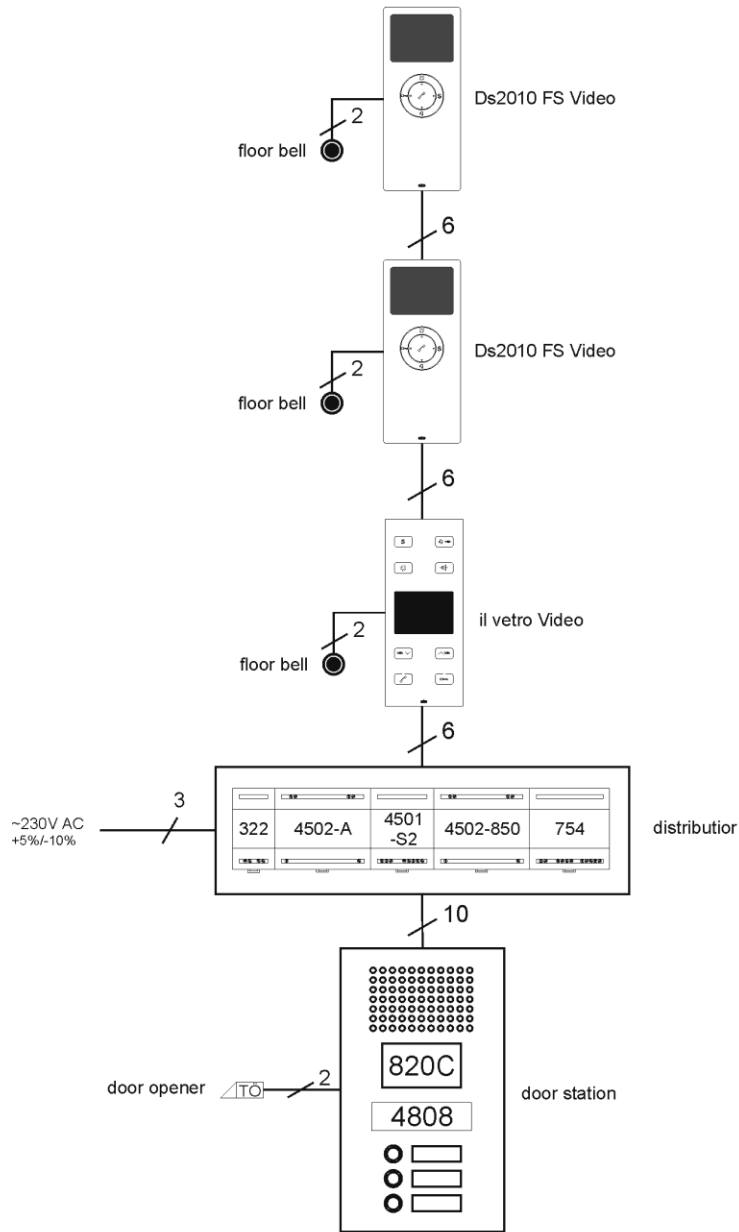 Ds2010 FS Video
2
floor bell
6
Ds2010 FS Video
2
floor bell
6
il vetro Video
2
floor bell
6
3
~230V AC
+5%/-10%
322
4502-A
4501
-S2
4502-850
754
distributior
10
820C
door opener
TÖ
2
door station
4808